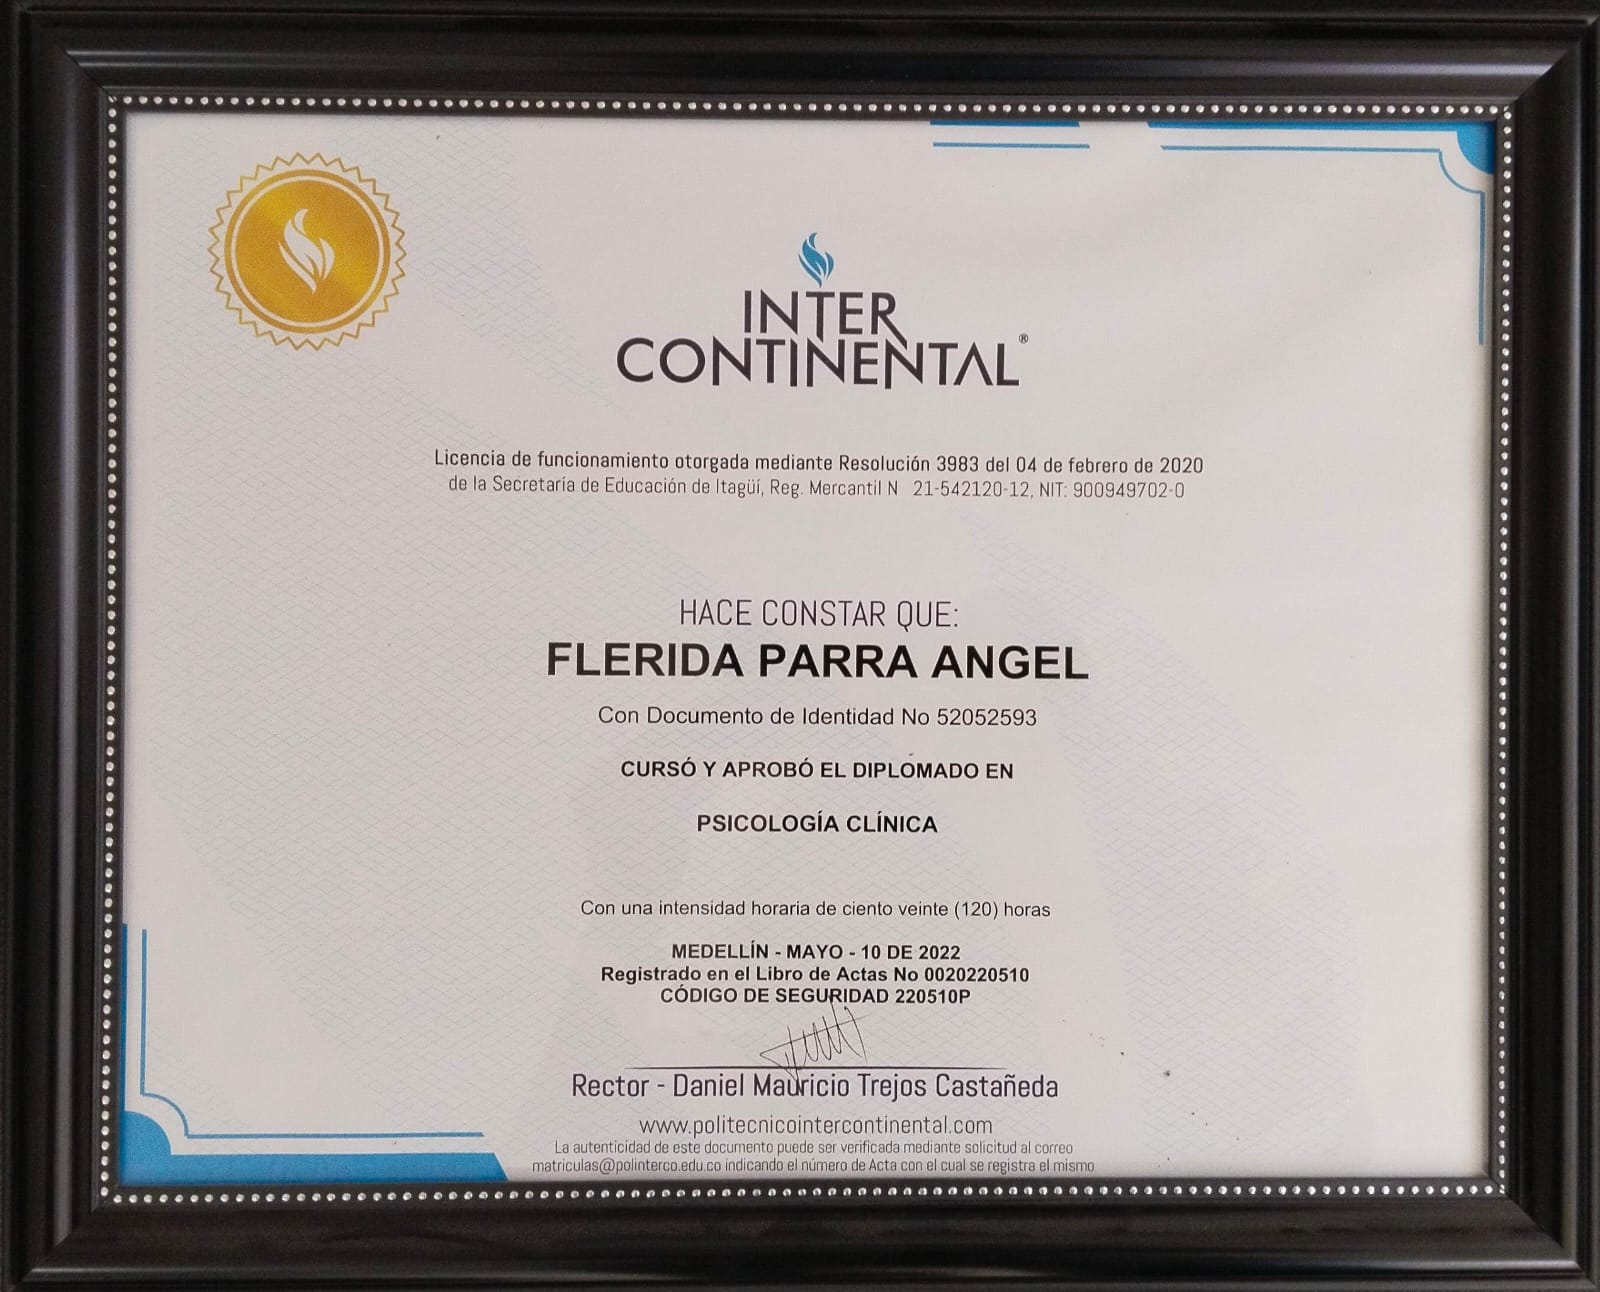 INTER
CONTINENTAL®
Licencia de funcionamiento otorgada mediante Resolución 3983 del 04 de febrero de 2020
de la Secretaría de Educación de Itagüí, Reg. Mercantil N 21-542120-12, NIT: 900949702-0
HACE CONSTAR QUE:
FLERIDA PARRA ANGEL
Con Documento de Identidad No 52052593
CURSÓ Y APROBÓ EL DIPLOMADO EN
PSICOLOGÍA CLÍNICA
Con una intensidad horaria de ciento veinte (120) horas
MEDELLÍN - MAYO - 10 DE 2022
Registrado en el Libro de Actas No 0020220510
CÓDIGO DE SEGURIDAD 220510P
Rector - Daniel Mauricio Trejos Castañeda
www.politecnicointercontinental.com
La autenticidad de este documento puede ser verificada mediante solicitud al correo
matriculas@polinterco.edu.co indicando el número de Acta con el cual se registra el mismo